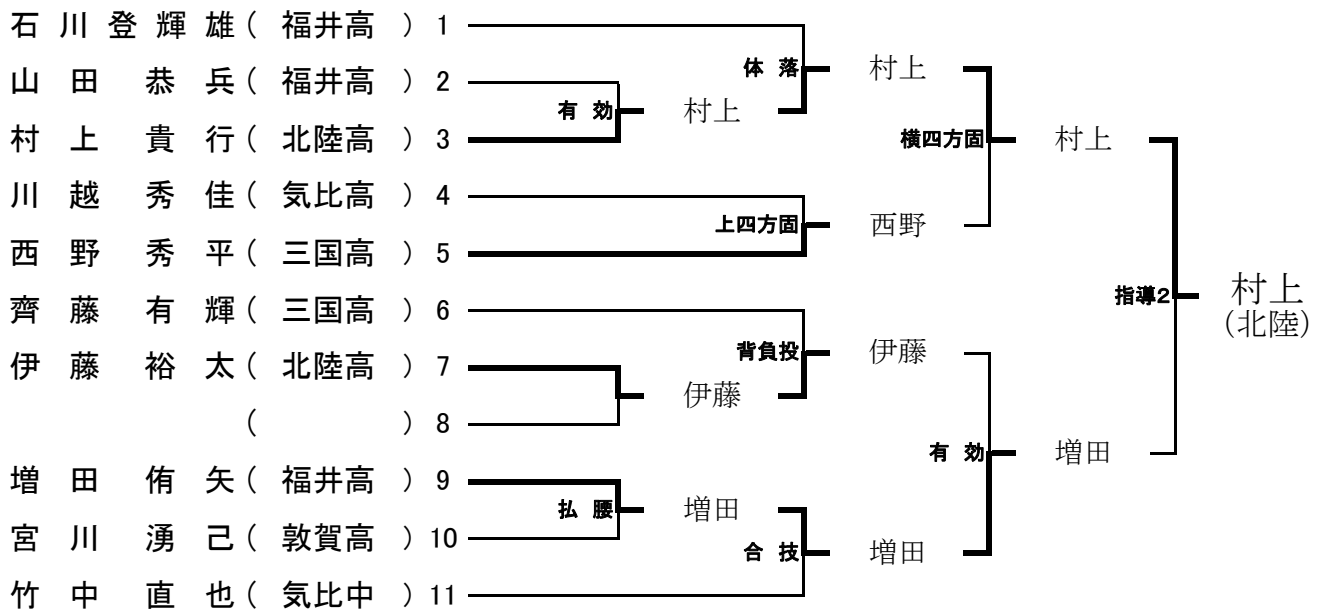 石川登輝雄(福井高)1
体落 村上
山田恭兵(福井高)2
有効 村上
村上貴行(北陸高)3
横四方固 村上
川越秀佳(気比高)4
上四方固 西野
西野秀平(三国高)5
指導2 村上
(北陸)
齊藤有輝(三国高)6
背負投 伊藤
伊藤裕太(北陸高)7
伊藤
( )8
有効 増田
増田侑矢(福井高)9
払腰 増田
宮川湧己(敦賀高)10
合技 増田
竹中直也(気比中)11